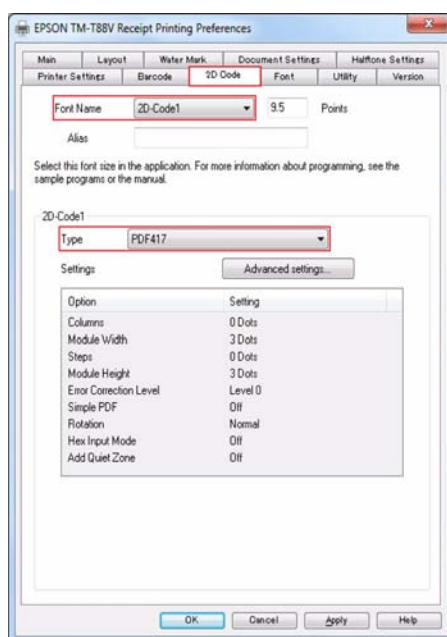 EPSON TM-T88V Receipt Printing Preferences
Main Layout Water Mark Document Settings Halftone Settings
Printer Settings Barcode 2D Code Font Utility Version
Font Name 2D-Code1 9.5 Points
Alias
Select this font size in the application. For more information about programming, see the
sample programs or the manual.
2D-Code1
Type PDF417
Settings Advanced settings...
Option Setting
Columns 0 Dots
Module Width 3 Dots
Steps 0 Dots
Module Height 3 Dots
Error Correction Level Level 0
Simple PDF Off
Rotation Normal
Hex Input Mode Off
Add Quiet Zone Off
OK Cancel Apply Help